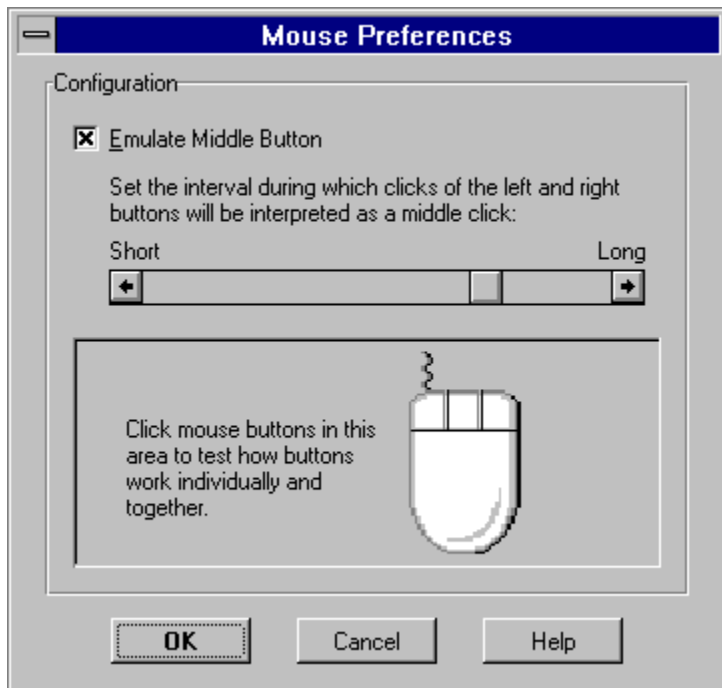 Mouse Preferences
Configuration
Emulate Middle Button
Set the interval during which clicks of the left and right
buttons will be interpreted as a middle click:
Short
Long
Click mouse buttons in this
area to test how buttons
work individually and
together.
OK
Cancel
Help